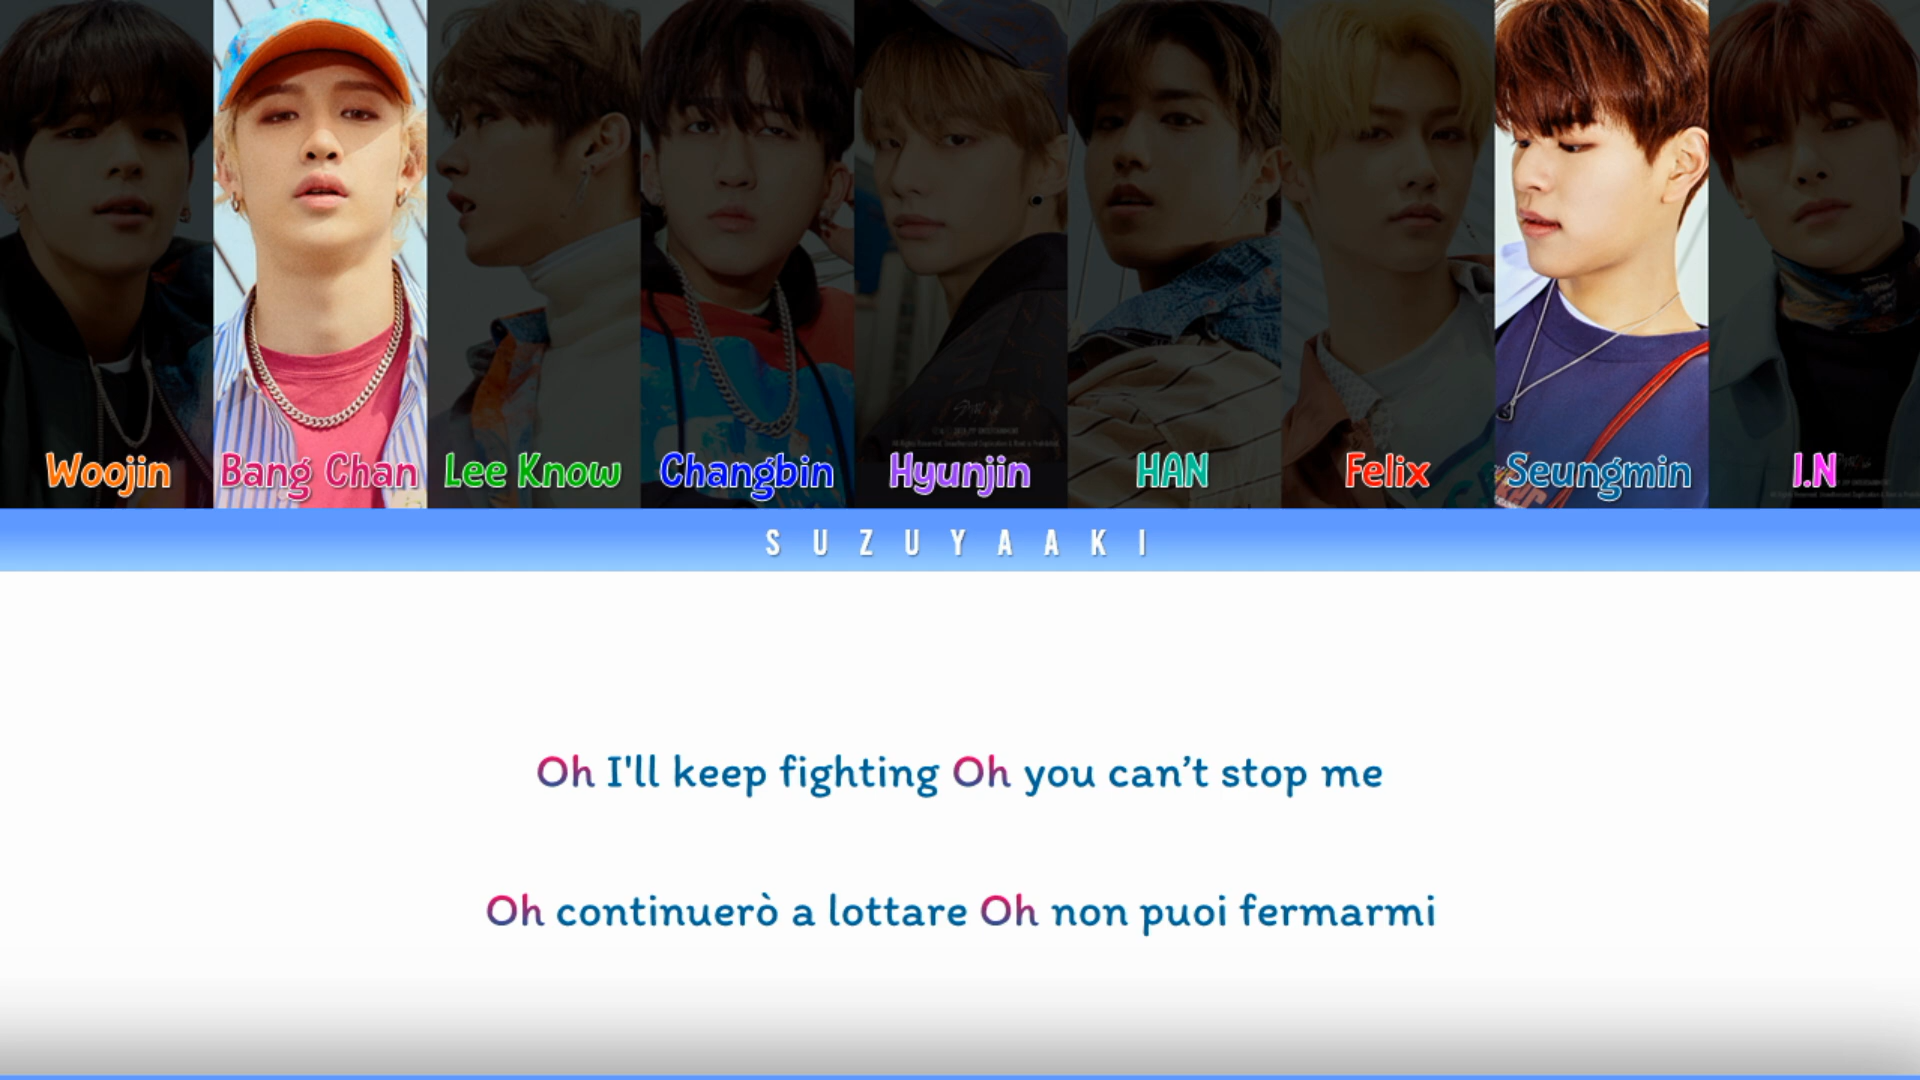 Woojin Bang Chan Lee Know Changbin Hyunjin HAN Felix Seungmin I.N
SUZUYAAKI
Oh I'll keep fighting Oh you can’t stop me
Oh continuerò a lottare Oh non puoi fermarmi